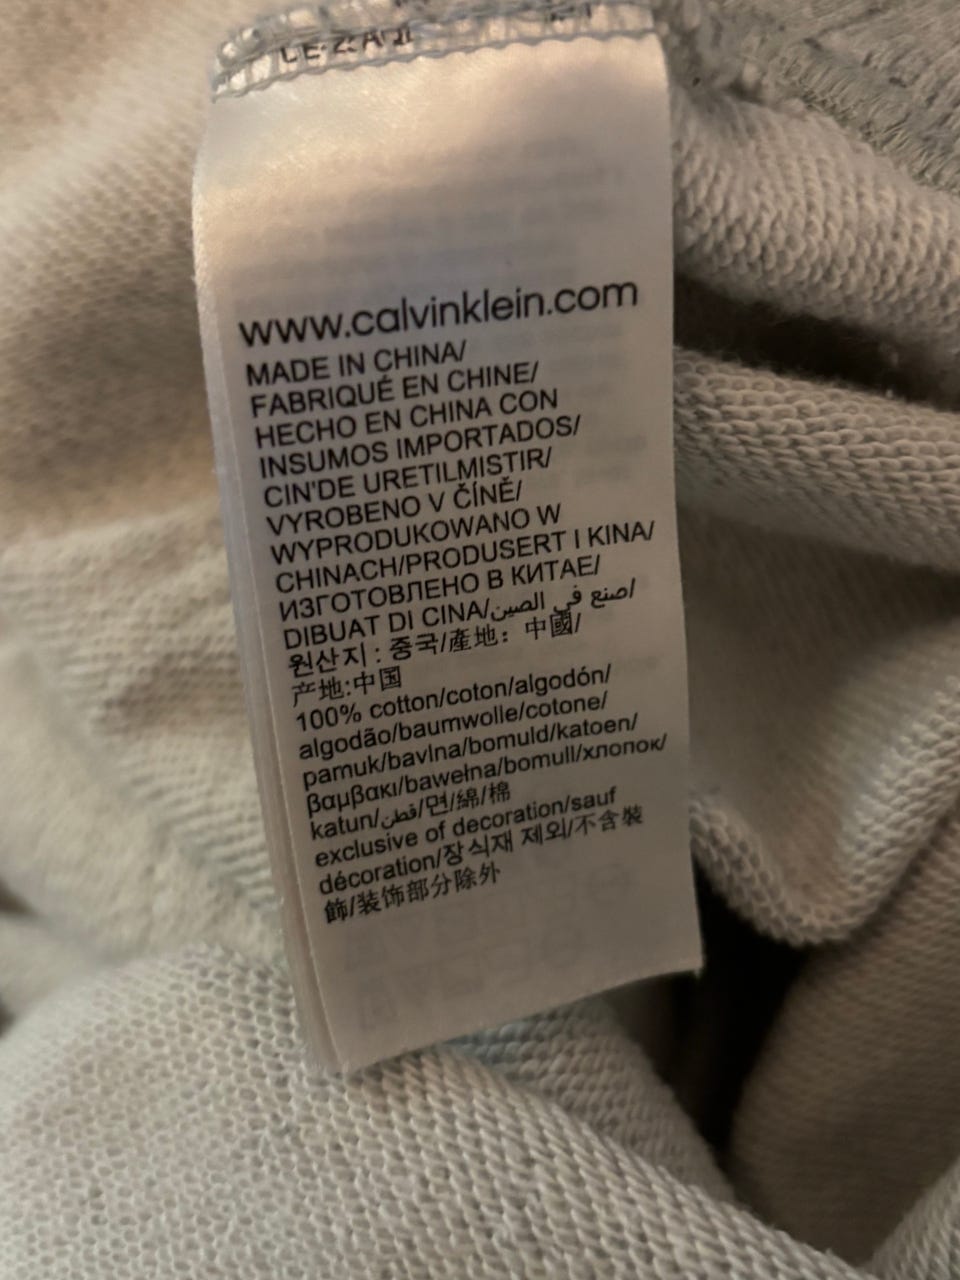 www.calvinklein.com
MADE IN CHINA/
FABRIQUÉ EN CHINE/
HECHO EN CHINA CON
INSUMOS IMPORTADOS/
CIN'DE URETILMISTIR/
VYROBENO V ČÍNĚ/
WYPRODUKOWANO W
CHINACH/PRODUSERT I KINA/
ИЗГОТОВЛЕНО В КИТАЕ/
DIBUAT DI CINA/صنع في الصين/
원산지 : 중국/產地：中國/
产地:中国
100% cotton/coton/algodón/
algodão/baumwolle/cotone/
pamuk/bavlna/bomuld/katoen/
βαμβακι/bawełna/bomull/хлопок/
katun/قطن/면/綿/棉
exclusive of decoration/sauf
décoration/장식재 제외/不含裝
飾/装饰部分除外